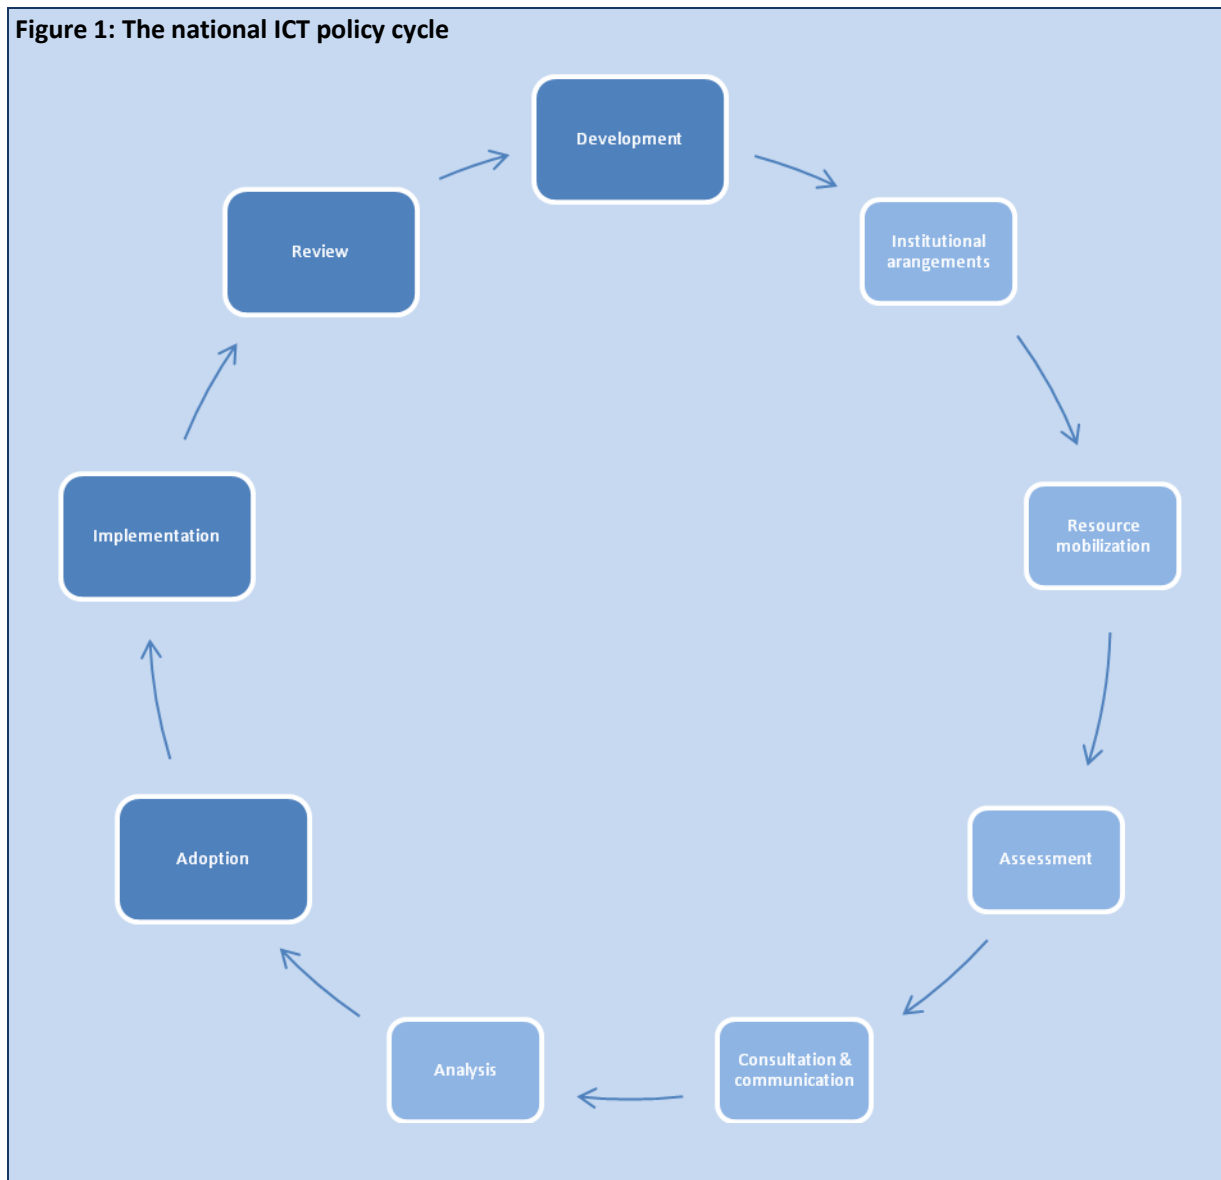 Figure 1: The national ICT policy cycle
Development
Institutional
arangements
Resource
mobilization
Assessment
Consultation &
communication
Analysis
Adoption
Implementation
Review